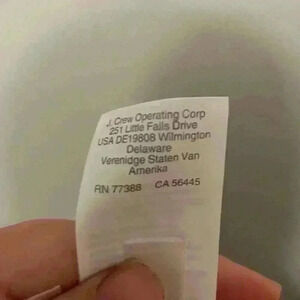 J. Crew Operating Corp
251 Little Falls Drive
USA DE19808 Wilmington
Delaware
Verenidge Staten Van
Amerika
RN 77388 CA 56445